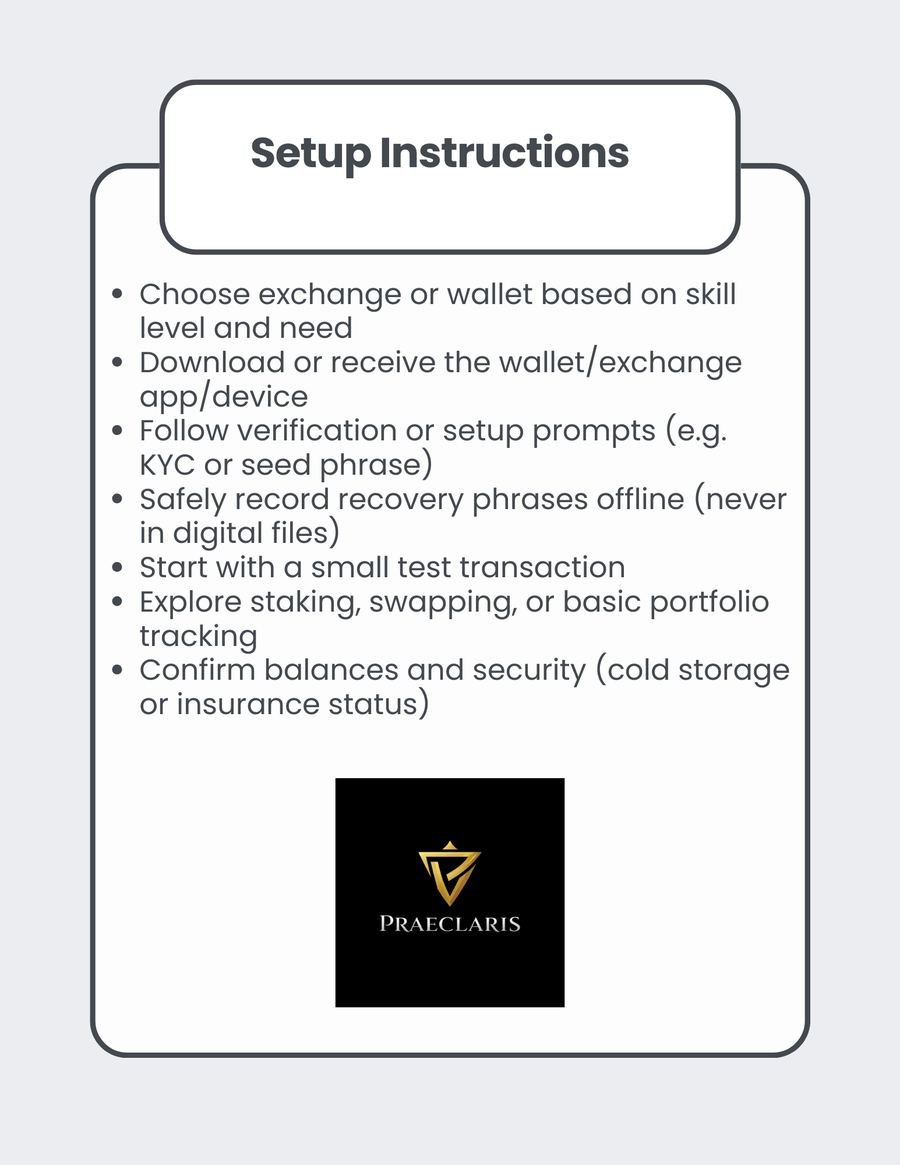 Setup Instructions
• Choose exchange or wallet based on skill
level and need
• Download or receive the wallet/exchange
app/device
• Follow verification or setup prompts (e.g.
KYC or seed phrase)
• Safely record recovery phrases offline (never
in digital files)
• Start with a small test transaction
• Explore staking, swapping, or basic portfolio
tracking
• Confirm balances and security (cold storage
or insurance status)
PRAECLARIS